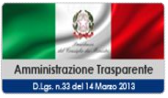 Amministrazione Trasparente
D.Lgs. n.33 del 14 Marzo 2013